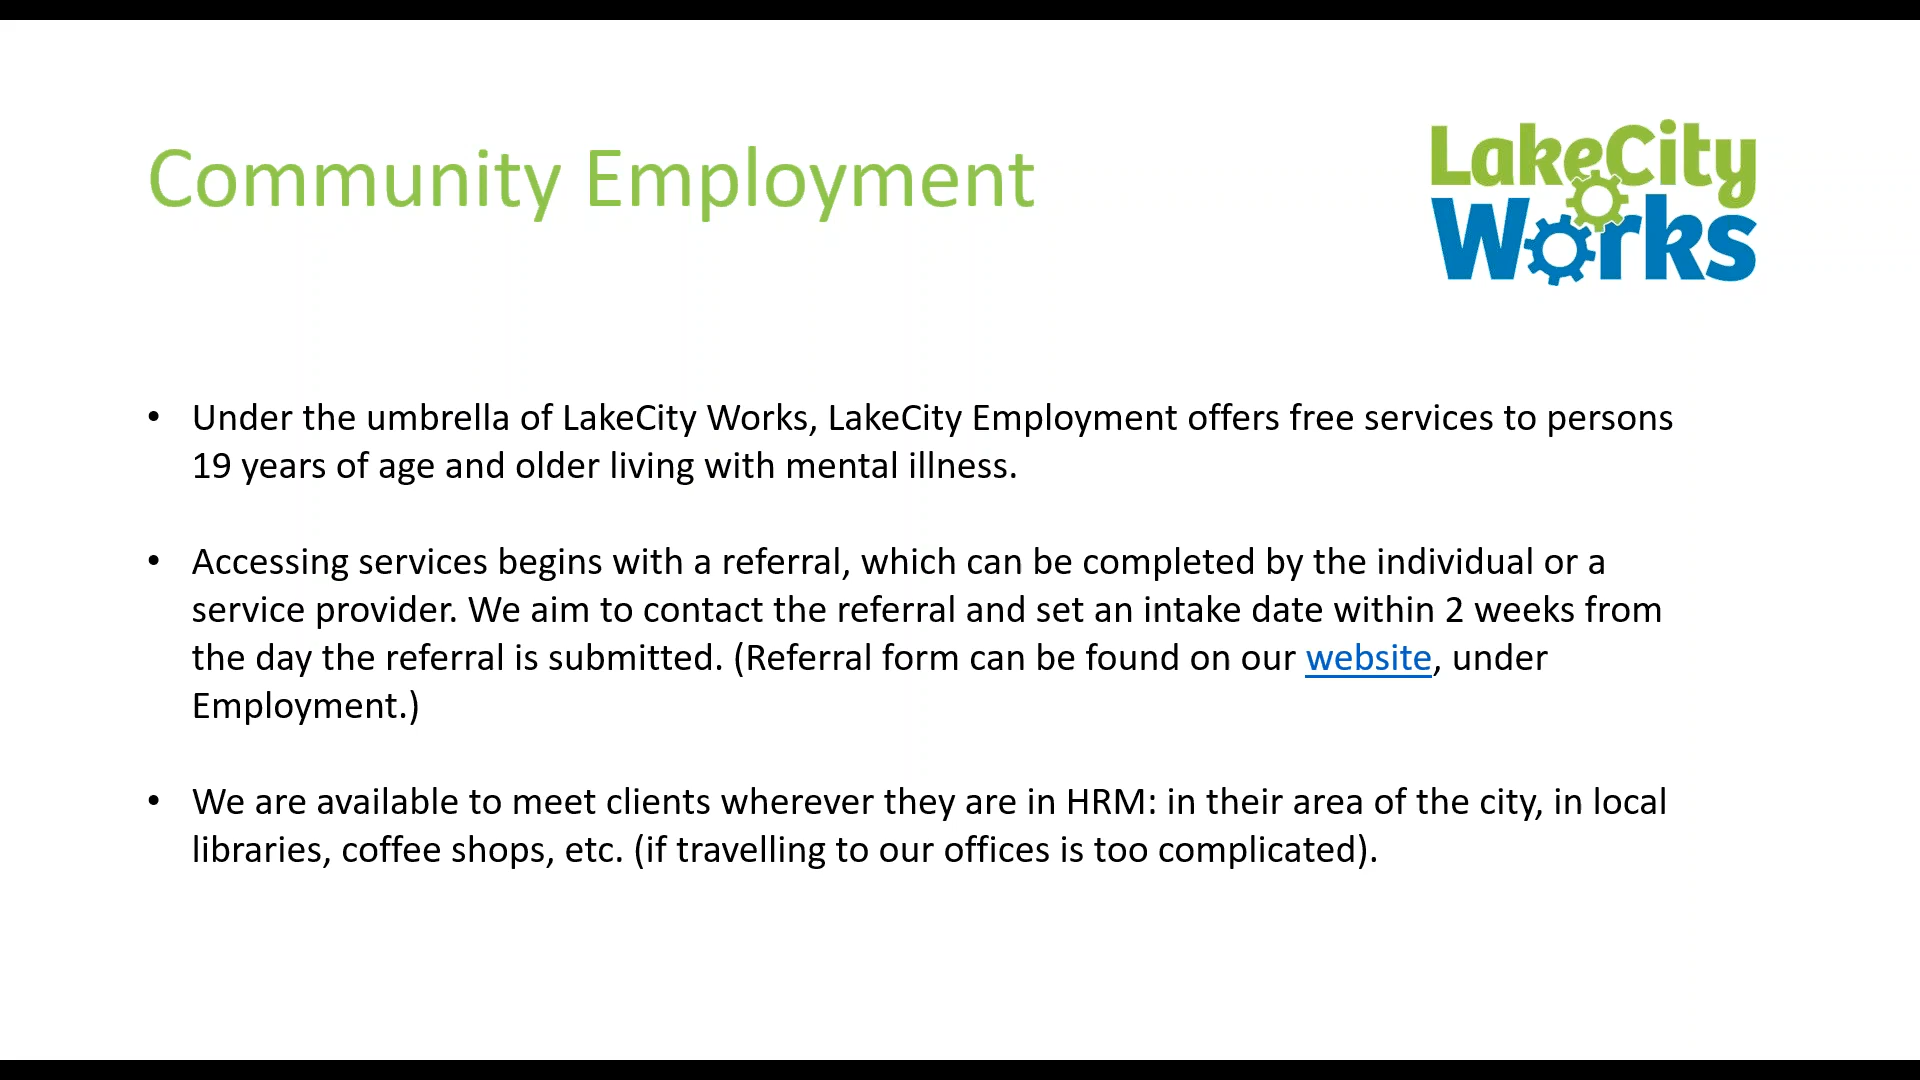 Community Employment
LakeCity
Works
• Under the umbrella of LakeCity Works, LakeCity Employment offers free services to persons
19 years of age and older living with mental illness.
• Accessing services begins with a referral, which can be completed by the individual or a
service provider. We aim to contact the referral and set an intake date within 2 weeks from
the day the referral is submitted. (Referral form can be found on our website, under
Employment.)
• We are available to meet clients wherever they are in HRM: in their area of the city, in local
libraries, coffee shops, etc. (if travelling to our offices is too complicated).